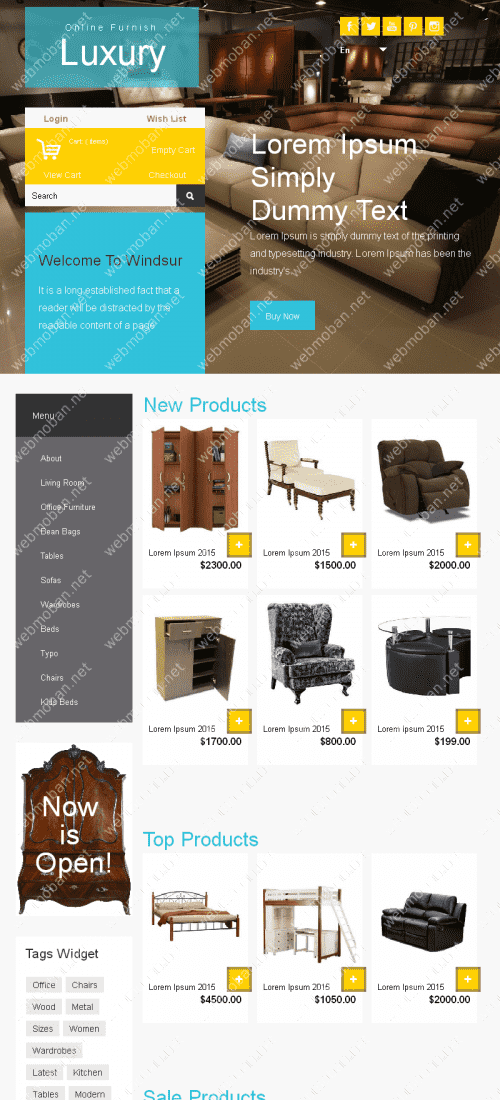 Online Furnish
Luxury
En
Login
Wish List
Cart: ( items)
Empty Cart
View Cart
Checkout
Search
Lorem Ipsum
Simply
Dummy Text
Lorem Ipsum is simply dummy text of the printing
and typesetting industry. Lorem Ipsum has been the
industry's.
Buy Now
Welcome To Windsur
It is a long established fact that a
reader will be distracted by the
readable content of a page
Menu
About
Living Room
Office Furniture
Bean Bags
Tables
Sofas
Wardrobes
Beds
Typo
Chairs
Kids Beds
Now
is
Open!
Tags Widget
Office
Chairs
Wood
Metal
Sizes
Women
Wardrobes
Latest
Kitchen
Tables
Modern
New Products
Lorem Ipsum 2015
$2300.00
Lorem Ipsum 2015
$1500.00
Lorem Ipsum 2015
$2000.00
Lorem Ipsum 2015
$1700.00
Lorem Ipsum 2015
$800.00
Lorem ipsum 2015
$199.00
Top Products
Lorem Ipsum 2015
$4500.00
Lorem Ipsum 2015
$1050.00
Lorem Ipsum 2015
$2000.00
Sale Products
webmoban.net